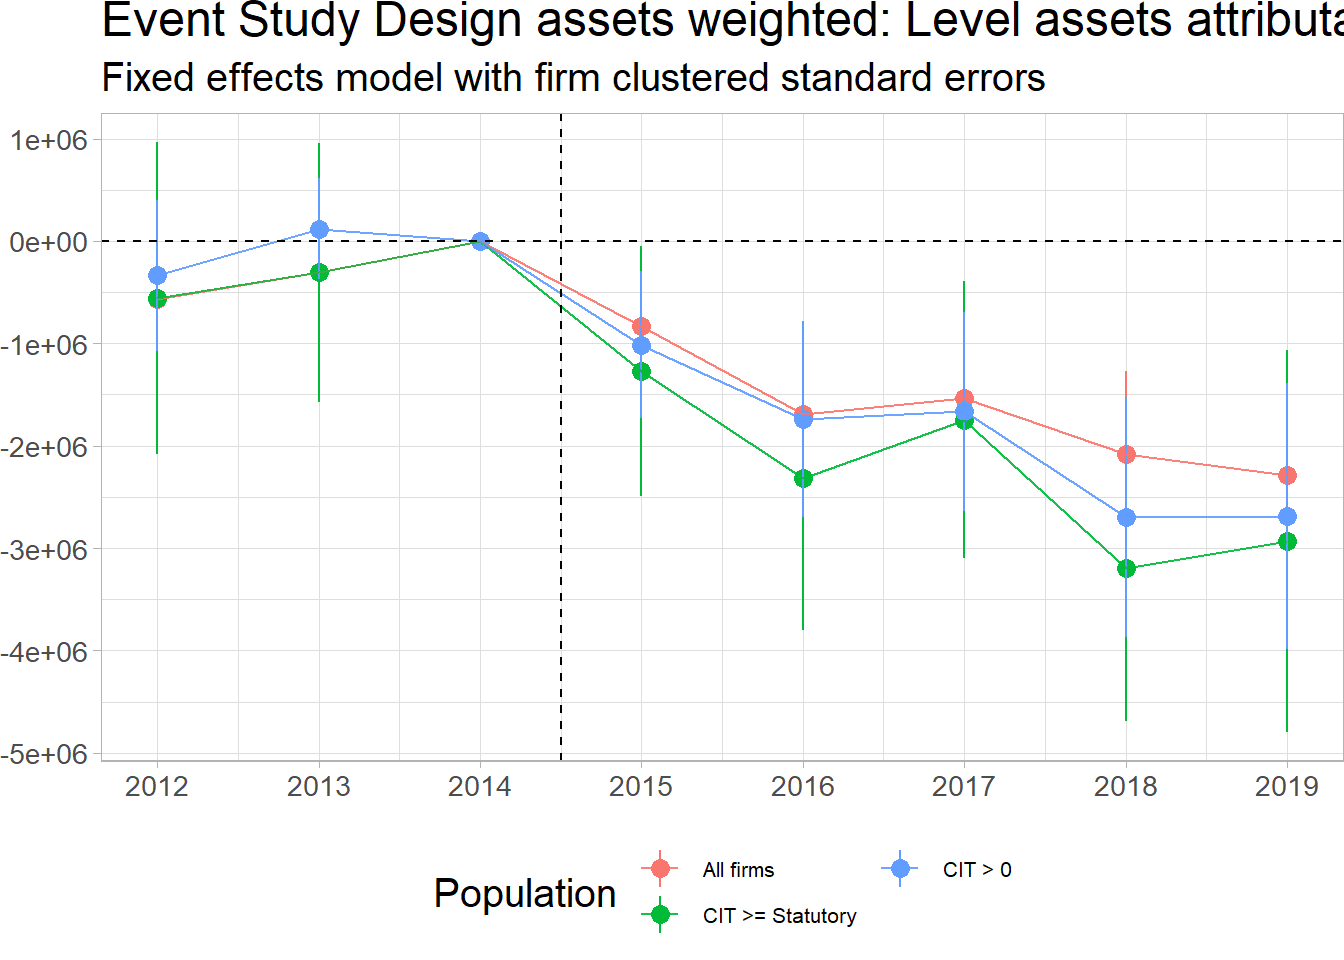 Event Study Design assets weighted: Level assets
Fixed effects model with firm clustered standard errors
1e+06
0e+00
-1e+06
-2e+06
-3e+06
-4e+06
-5e+06
2012 2013 2014 2015 2016 2017 2018 2019
Population
All firms
CIT > 0
CIT >= Statutory